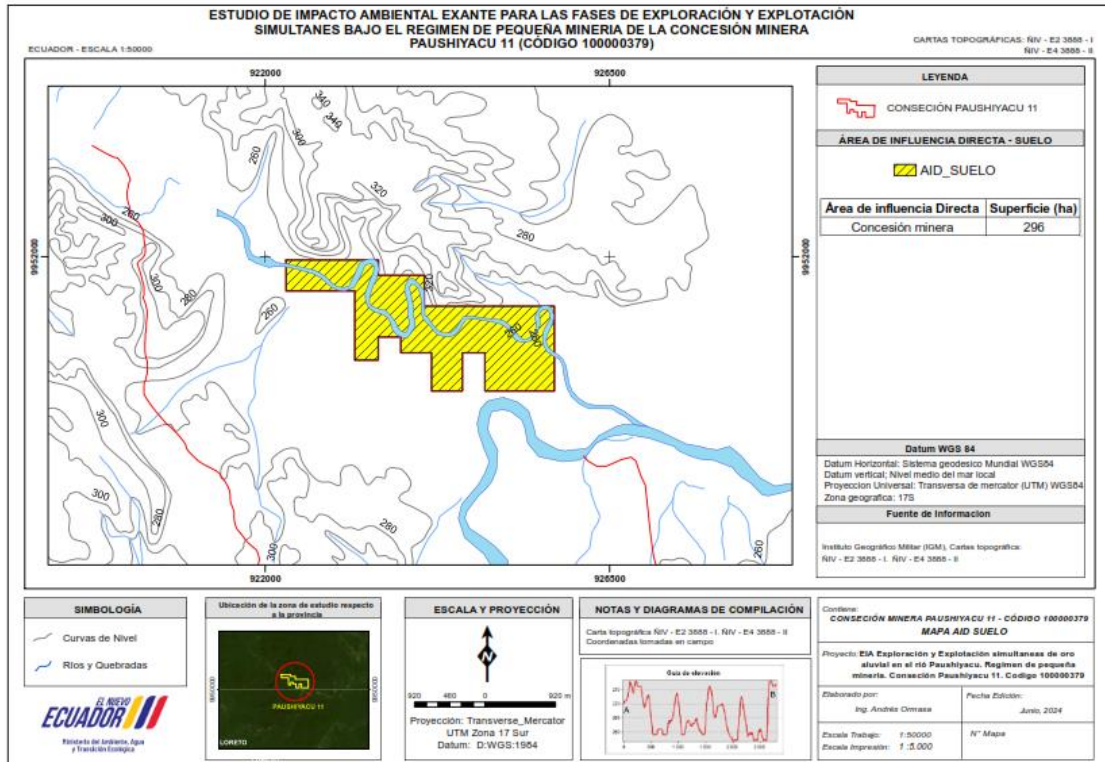 ESTUDIO DE IMPACTO AMBIENTAL EXANTE PARA LAS FASES DE EXPLORACIÓN Y EXPLOTACIÓN
SIMULTANES BAJO EL REGIMEN DE PEQUEÑA MINERIA DE LA CONCESIÓN MINERA
PAUSHIYACU 11 (CÓDIGO 100000379)
ECUADOR - ESCALA 1:50000
CARTAS TOPOGRÁFICAS: ÑIV - E2 3888 - I
ÑIV - E4 3888 - II
922000
926500
9952000
9952000
340
340
300
260
320
280
260
300
300
280
260
320
260
260
300
300
280
280
300
260
922000
926500
LEYENDA
CONSECIÓN PAUSHIYACU 11
ÁREA DE INFLUENCIA DIRECTA - SUELO
AID_SUELO
Área de influencia Directa Superficie (ha)
Concesión minera 296
Datum WGS 84
Datum Horizontal: Sistema geodesico Mundial WGS84
Datum vertical; Nivel medio del mar local
Proyeccion Universal: Transversa de mercator (UTM) WGS84
Zona geografica: 17S
Fuente de Informacion
Instituto Geográfico Militar (IGM), Cartas topográfica:
ÑIV - E2 3888 - I. ÑIV - E4 3888 - II
SIMBOLOGÍA
Curvas de Nivel
Ríos y Quebradas
EL NUEVO
ECUADOR
Ministerio del Ambiente, Agua
y Transición Ecológica
Ubicación de la zona de estudio respecto
a la provincia
PAUSHIYACU 11
LORETO
ESCALA Y PROYECCIÓN
N
920 460 0 920 m
Proyección: Transverse_Mercator
UTM Zona 17 Sur
Datum: D:WGS:1984
NOTAS Y DIAGRAMAS DE COMPILACIÓN
Carta topográfica ÑIV - E2 3888 - I. ÑIV - E4 3888 - II
Coordenadas tomadas en campo
Guia de elevación
A
B
Contiene:
CONSECIÓN MINERA PAUSHIYACU 11 - CÓDIGO 100000379
MAPA AID SUELO
Proyecto: EIA Exploración y Explotación simultaneas de oro
aluvial en el rió Paushiyacu. Regimen de pequeña
minería. Conseción Paushiyacu 11. Codigo 100000379
Elaborado por:
Ing. Andrés Ormasa
Fecha Edición:
Junio, 2024
Escala Trabajo: 1:50000
Escala Impresión: 1 :5.000
N° Mapa